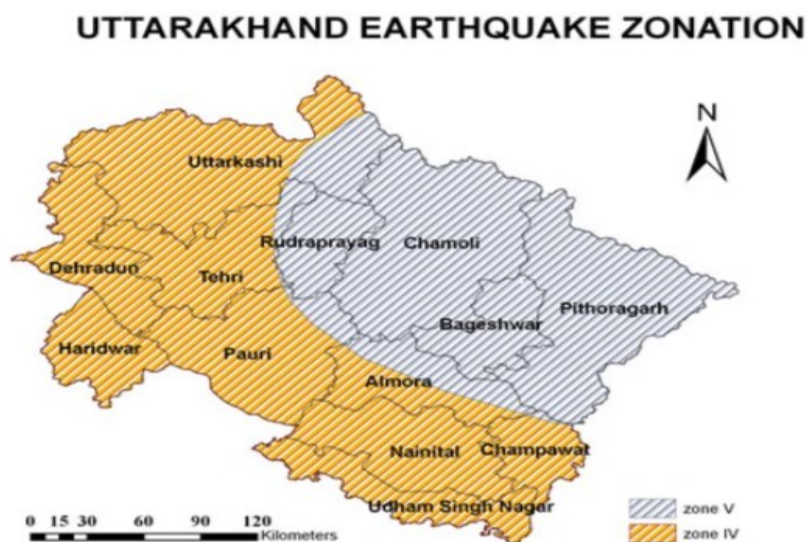 UTTARAKHAND EARTHQUAKE ZONATION
N
Uttarkashi
Rudraprayag
Chamoli
Dehradun
Tehri
Bageshwar
Pithoragarh
Haridwar
Pauri
Almora
Nainital
Champawat
Udham Singh Nagar
0 15 30 60 90 120
Kilometers
zone V
zone IV